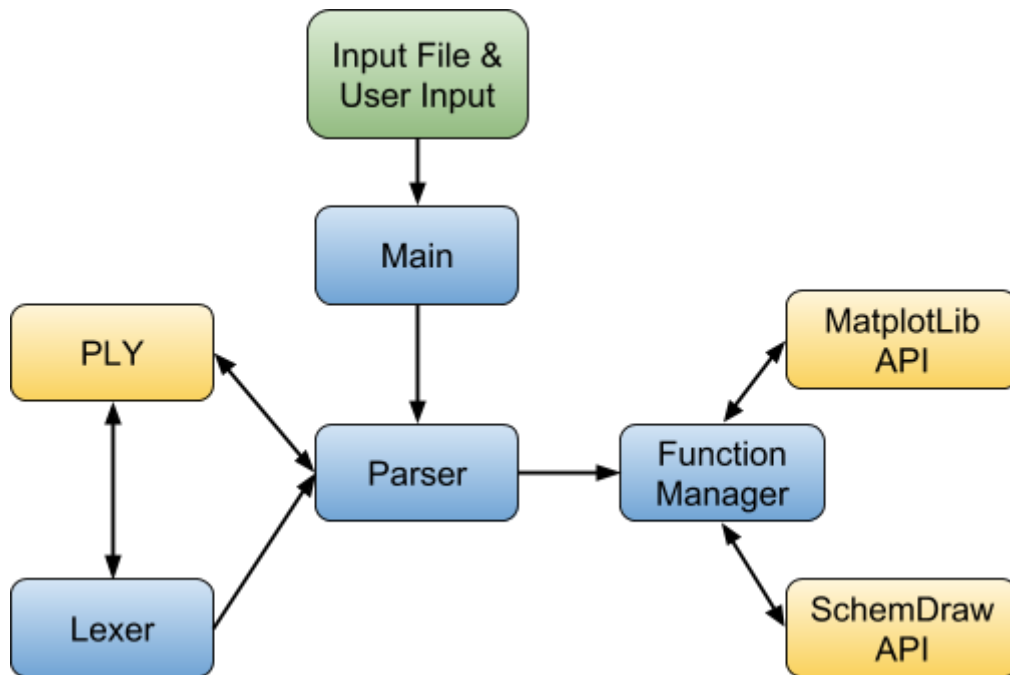 Input File &
User Input
Main
PLY
MatplotLib
API
Parser
Function
Manager
Lexer
SchemDraw
API